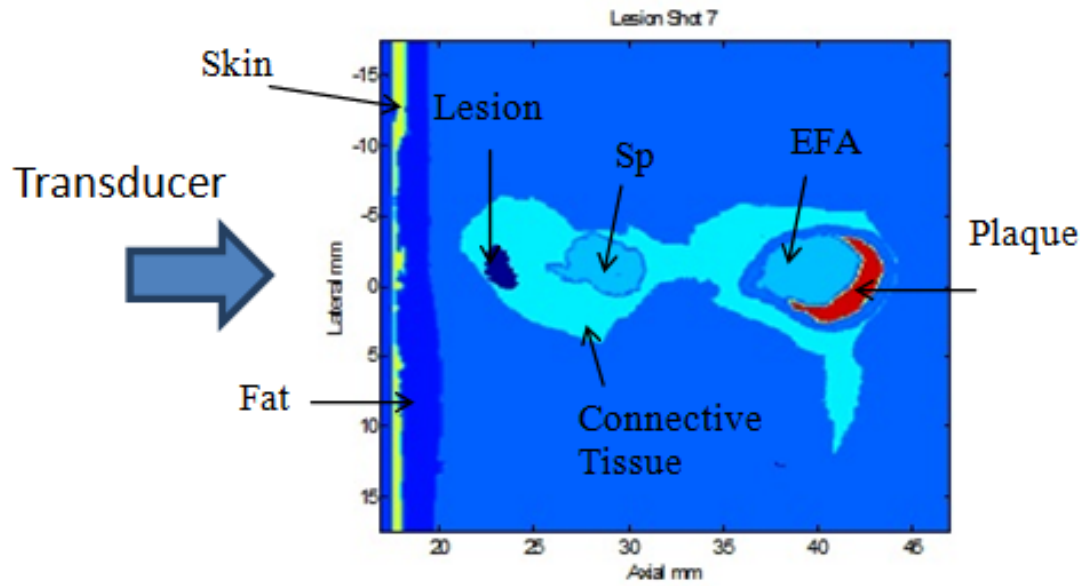 Lesion Shot 7
Skin
Lesion
Sp
EFA
Transducer
Plaque
Fat
Connective
Tissue
Lateral mm
-15
-10
-5
0
5
10
15
20 25 30 35 40 45
Axial mm